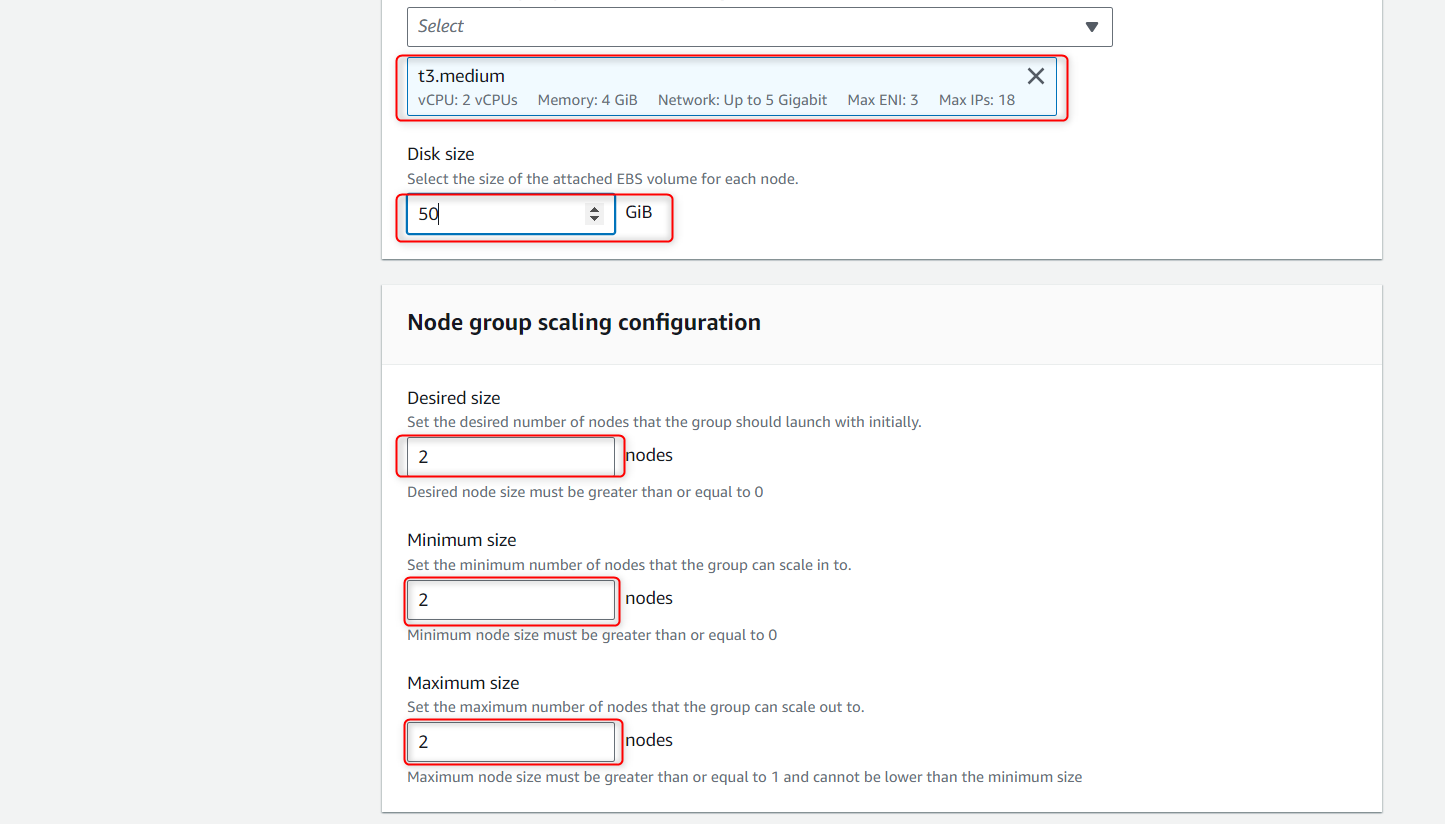 Select
t3.medium
vCPU: 2 vCPUs Memory: 4 GiB Network: Up to 5 Gigabit Max ENI: 3 Max IPs: 18
Disk size
Select the size of the attached EBS volume for each node.
50 GiB
Node group scaling configuration
Desired size
Set the desired number of nodes that the group should launch with initially.
2 nodes
Desired node size must be greater than or equal to 0
Minimum size
Set the minimum number of nodes that the group can scale in to.
2 nodes
Minimum node size must be greater than or equal to 0
Maximum size
Set the maximum number of nodes that the group can scale out to.
2 nodes
Maximum node size must be greater than or equal to 1 and cannot be lower than the minimum size